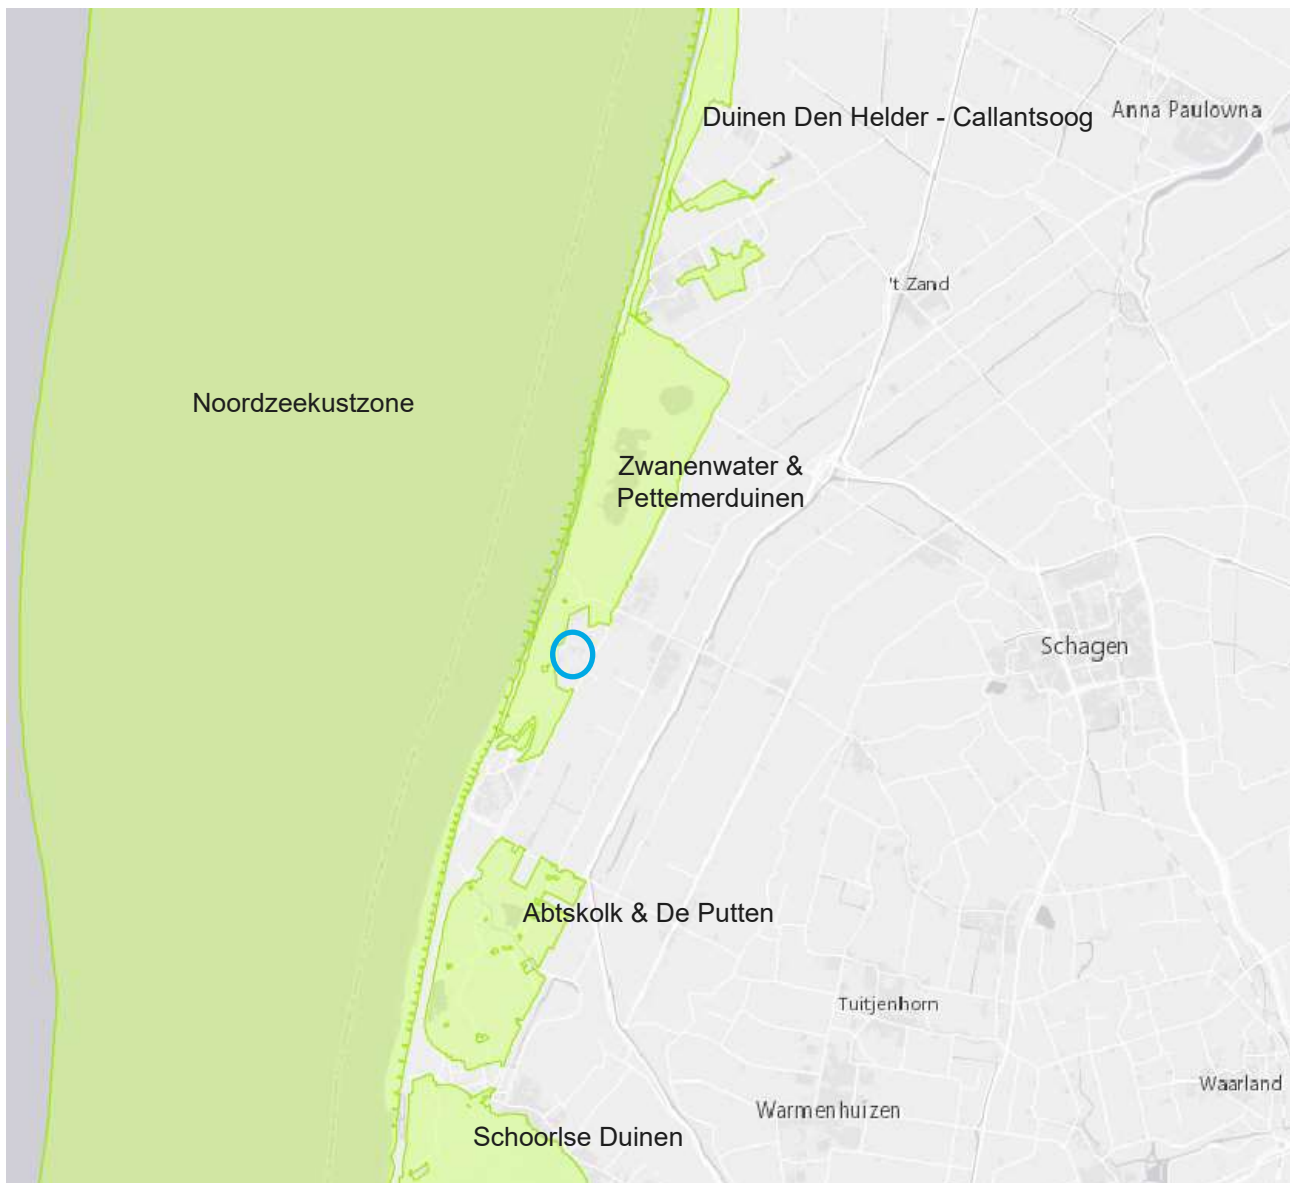 Duinen Den Helder - Callantsoog
Anna Paulowna
't Zand
Noordzeekustzone
Zwanenwater &
Pettemerduinen
Schagen
Abtskolk & De Putten
Tuitjenhorn
Waarland
Warmenhuizen
Schoorlse Duinen